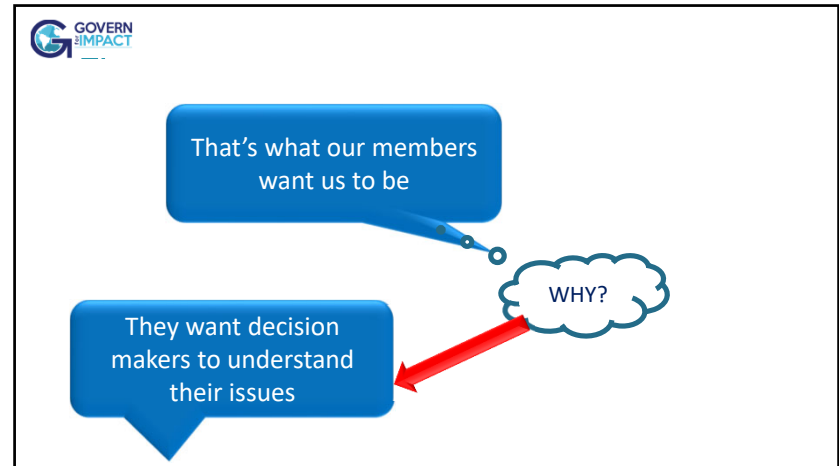 GOVERN
for IMPACT
That’s what our members
want us to be
WHY?
They want decision
makers to understand
their issues